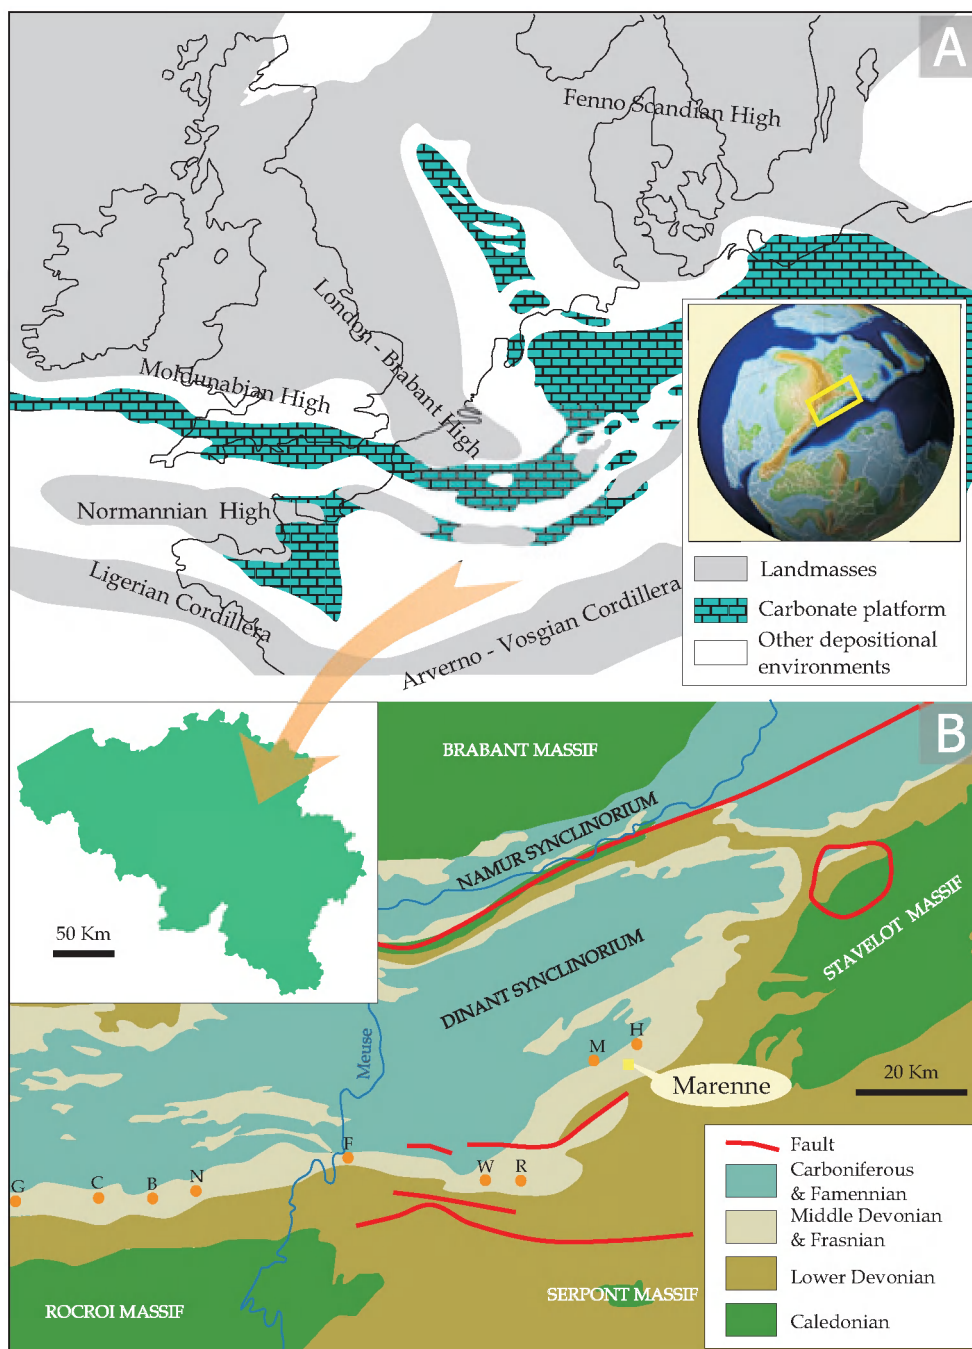 A
Fenno Scandian High
London - Brabant High
Moldunabian High
Normannian High
Ligerian Cordillera
Arverno - Vosgian Cordillera
Landmasses
Carbonate platform
Other depositional
environments
50 Km
B
BRABANT MASSIF
NAMUR SYNCLINORIUM
STAVELOT MASSIF
DINANT SYNCLINORIUM
Meuse
H
M
Marenne
20 Km
F
G
C
B
N
W
R
ROCROI MASSIF
SERPONT MASSIF
Fault
Carboniferous
& Famennian
Middle Devonian
& Frasnian
Lower Devonian
Caledonian